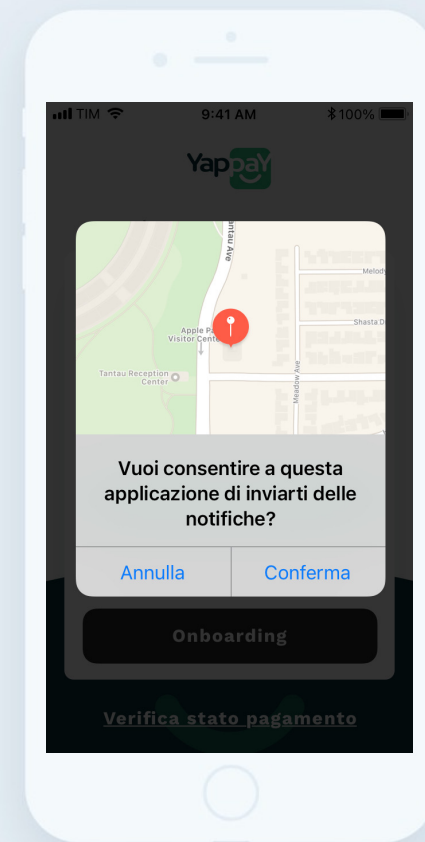 TIM 9:41 AM 100%
Yappay
Tantau Ave
Melody
Apple Pa
Visitor Center
Shasta D
Tantau Reception
Center
Meadow Ave
Vuoi consentire a questa
applicazione di inviarti delle
notifiche?
Annulla Conferma
Onboarding
Verifica stato pagamento